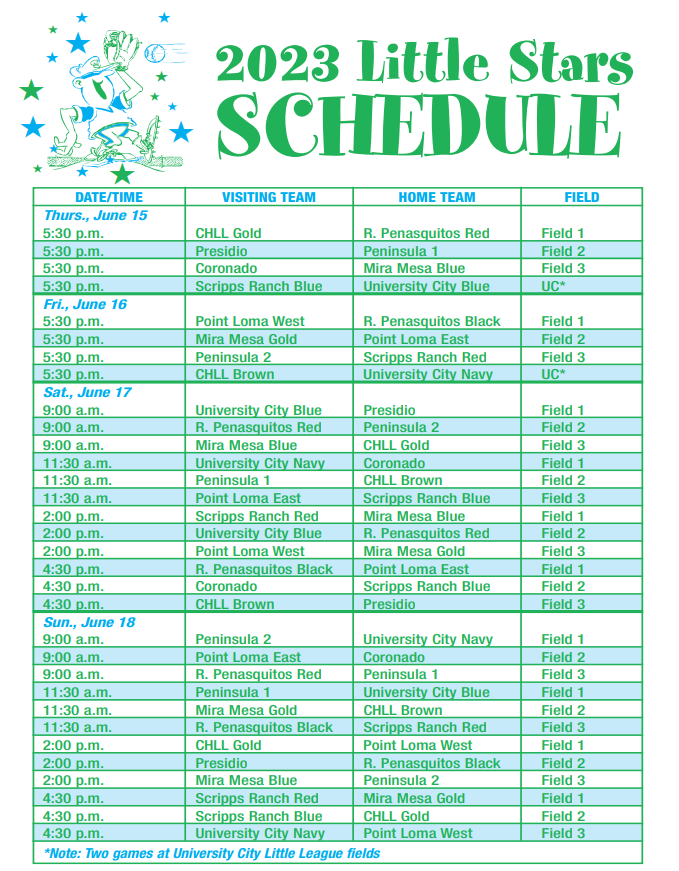 2023 Little Stars
SCHEDULE
DATE/TIME VISITING TEAM HOME TEAM FIELD
Thurs., June 15
5:30 p.m. CHLL Gold R. Penasquitos Red Field 1
5:30 p.m. Presidio Peninsula 1 Field 2
5:30 p.m. Coronado Mira Mesa Blue Field 3
5:30 p.m. Scripps Ranch Blue University City Blue UC*
Fri., June 16
5:30 p.m. Point Loma West R. Penasquitos Black Field 1
5:30 p.m. Mira Mesa Gold Point Loma East Field 2
5:30 p.m. Peninsula 2 Scripps Ranch Red Field 3
5:30 p.m. CHLL Brown University City Navy UC*
Sat., June 17
9:00 a.m. University City Blue Presidio Field 1
9:00 a.m. R. Penasquitos Red Peninsula 2 Field 2
9:00 a.m. Mira Mesa Blue CHLL Gold Field 3
11:30 a.m. University City Navy Coronado Field 1
11:30 a.m. Peninsula 1 CHLL Brown Field 2
11:30 a.m. Point Loma East Scripps Ranch Blue Field 3
2:00 p.m. Scripps Ranch Red Mira Mesa Blue Field 1
2:00 p.m. University City Blue R. Penasquitos Red Field 2
2:00 p.m. Point Loma West Mira Mesa Gold Field 3
4:30 p.m. R. Penasquitos Black Point Loma East Field 1
4:30 p.m. Coronado Scripps Ranch Blue Field 2
4:30 p.m. CHLL Brown Presidio Field 3
Sun., June 18
9:00 a.m. Peninsula 2 University City Navy Field 1
9:00 a.m. Point Loma East Coronado Field 2
9:00 a.m. R. Penasquitos Red Peninsula 1 Field 3
11:30 a.m. Peninsula 1 University City Blue Field 1
11:30 a.m. Mira Mesa Gold CHLL Brown Field 2
11:30 a.m. R. Penasquitos Black Scripps Ranch Red Field 3
2:00 p.m. CHLL Gold Point Loma West Field 1
2:00 p.m. Presidio R. Penasquitos Black Field 2
2:00 p.m. Mira Mesa Blue Peninsula 2 Field 3
4:30 p.m. Scripps Ranch Red Mira Mesa Gold Field 1
4:30 p.m. Scripps Ranch Blue CHLL Gold Field 2
4:30 p.m. University City Navy Point Loma West Field 3
*Note: Two games at University City Little League fields